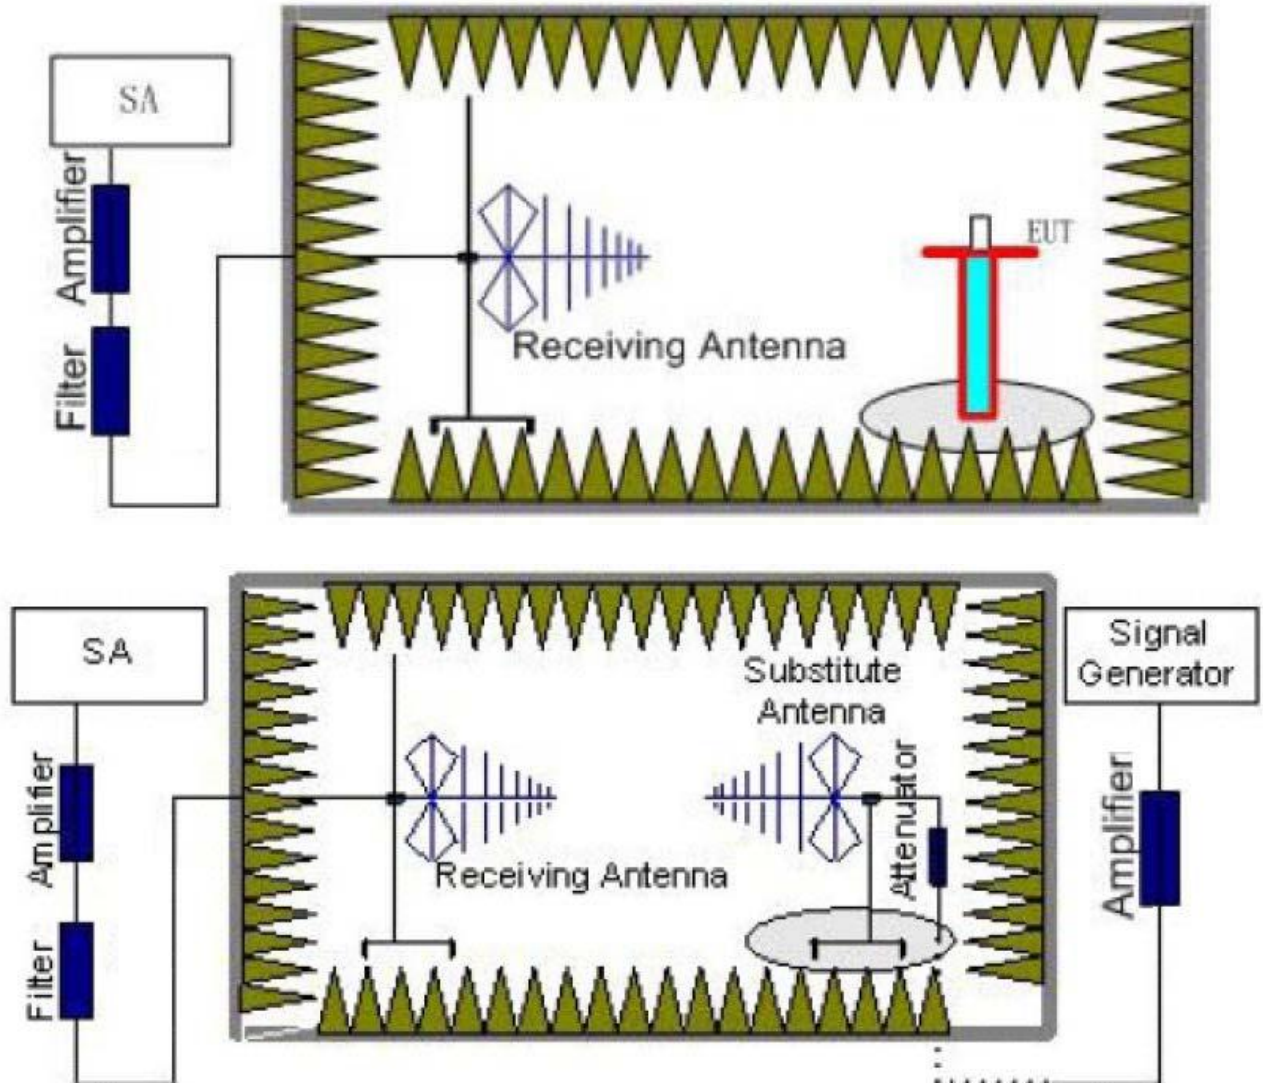 SA
Amplifier
Filter
EUT
Receiving Antenna
SA
Amplifier
Filter
Receiving Antenna
Substitute
Antenna
Attenuator
Signal
Generator
Amplifier